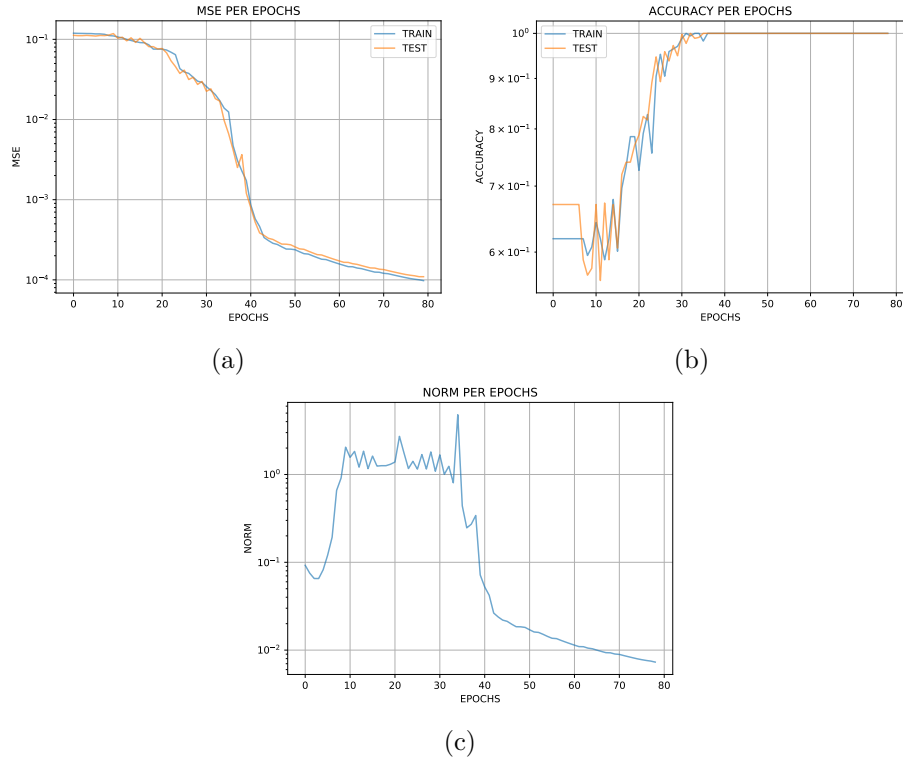 MSE PER EPOCHS
TRAIN
TEST
10⁻¹
10⁻²
10⁻³
10⁻⁴
MSE
0 10 20 30 40 50 60 70 80
EPOCHS
(a)
ACCURACY PER EPOCHS
TRAIN
TEST
10⁰
9 × 10⁻¹
8 × 10⁻¹
7 × 10⁻¹
6 × 10⁻¹
ACCURACY
0 10 20 30 40 50 60 70 80
EPOCHS
(b)
NORM PER EPOCHS
10⁰
10⁻¹
10⁻²
NORM
0 10 20 30 40 50 60 70 80
EPOCHS
(c)